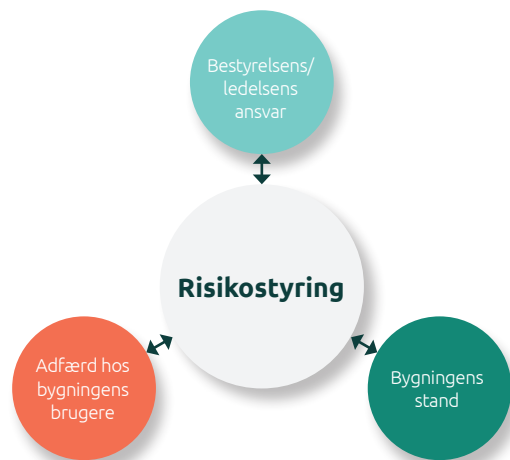 Bestyrelsens/
ledelsens
ansvar
Risikostyring
Adfærd hos
bygningens
brugere
Bygningens
stand